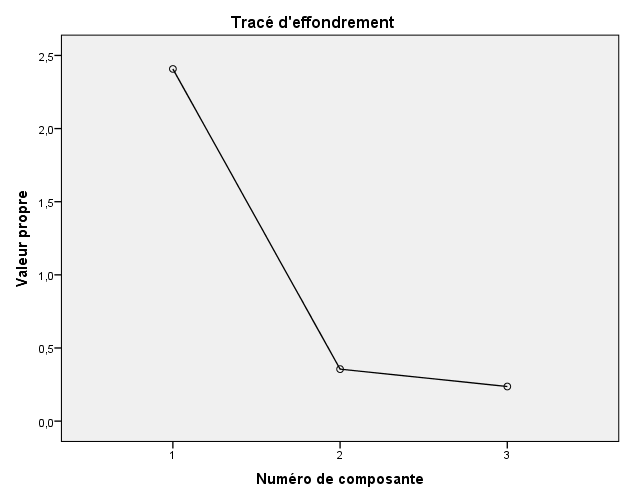 Tracé d'effondrement
2,5
2,0
1,5
1,0
0,5
0,0
Valeur propre
1 2 3
Numéro de composante